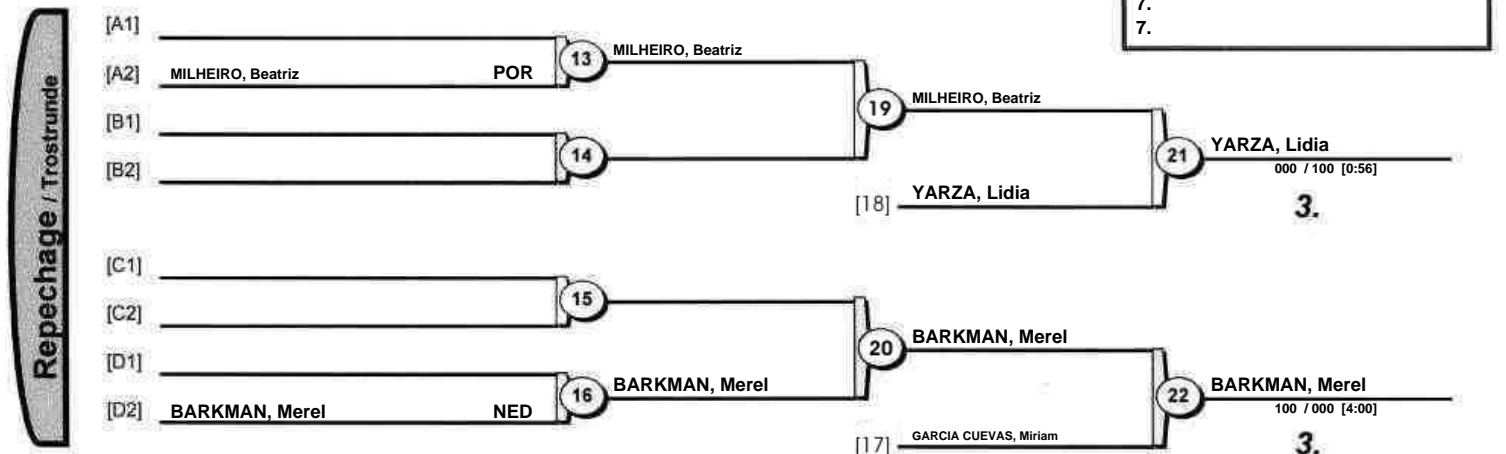 7.
7.
Repechage / Trostrunde
[A1]
[A2] MILHEIRO, Beatriz POR
13
MILHEIRO, Beatriz
[B1]
[B2]
14
19
MILHEIRO, Beatriz
[18] YARZA, Lidia
21
YARZA, Lidia
000 / 100 [0:56]
3.
[C1]
[C2]
15
[D1]
[D2] BARKMAN, Merel NED
16
BARKMAN, Merel
20
BARKMAN, Merel
[17] GARCIA CUEVAS, Miriam
22
BARKMAN, Merel
100 / 000 [4:00]
3.